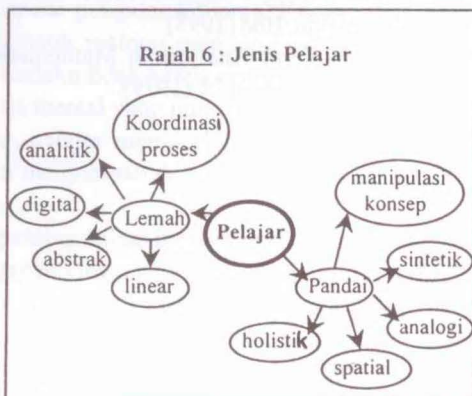 Rajah 6 : Jenis Pelajar
Koordinasi
proses
analitik
manipulasi
konsep
digital
Lemah
Pelajar
sintetik
abstrak
Pandai
linear
analogi
holistik
spatial